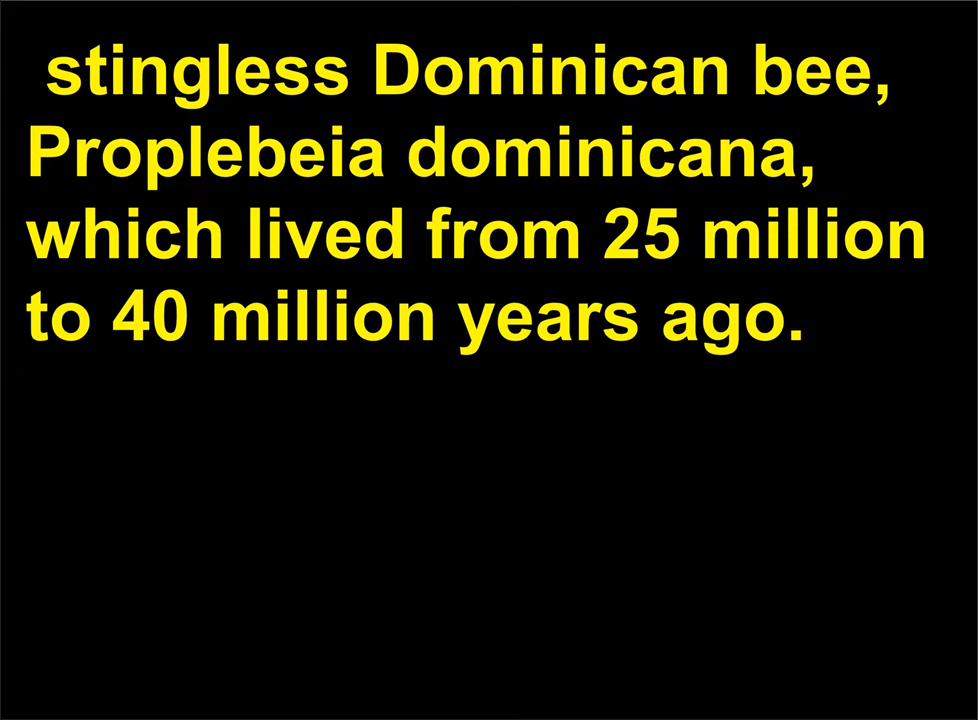 stingless Dominican bee,
Proplebeia dominicana,
which lived from 25 million
to 40 million years ago.